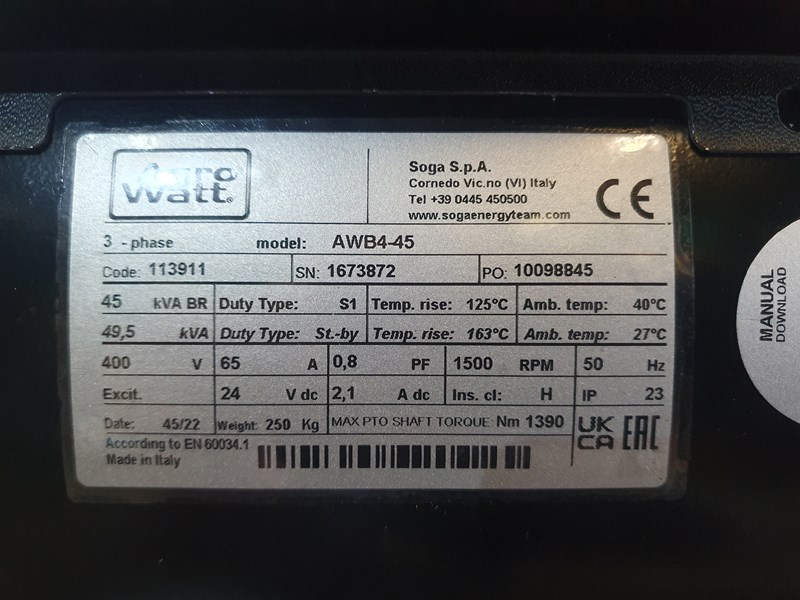 Agro
Watt®
Soga S.p.A.
Cornedo Vic.no (VI) Italy
Tel +39 0445 450500
www.sogaenergyteam.com
CE
3 - phase model: AWB4-45
Code: 113911 SN: 1673872 PO: 10098845
45 kVA BR Duty Type: S1 Temp. rise: 125°C Amb. temp: 40°C
49,5 kVA Duty Type: St.-by Temp. rise: 163°C Amb. temp: 27°C
400 V 65 A 0,8 PF 1500 RPM 50 Hz
Excit. 24 V dc 2,1 A dc Ins. cl: H IP 23
Date: 45/22 Weight: 250 Kg MAX PTO SHAFT TORQUE: Nm 1390
UK
CA EAC
According to EN 60034.1
Made in Italy
MANUAL
DOWNLOAD